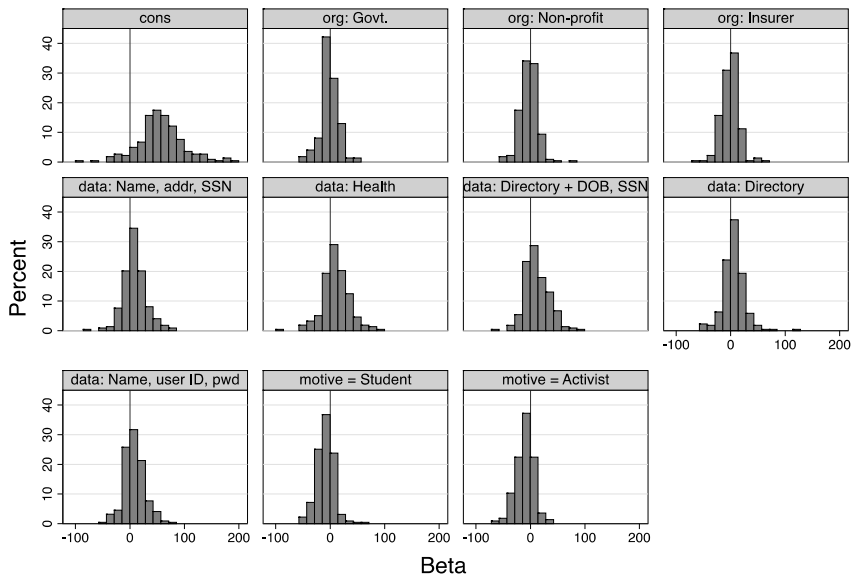 cons
org: Govt.
org: Non-profit
org: Insurer
40
30
20
10
0
data: Name, addr, SSN
data: Health
data: Directory + DOB, SSN
data: Directory
40
30
20
10
0
-100 0 100 200
Percent
data: Name, user ID, pwd
motive = Student
motive = Activist
40
30
20
10
0
-100 0 100 200
-100 0 100 200
-100 0 100 200
Beta